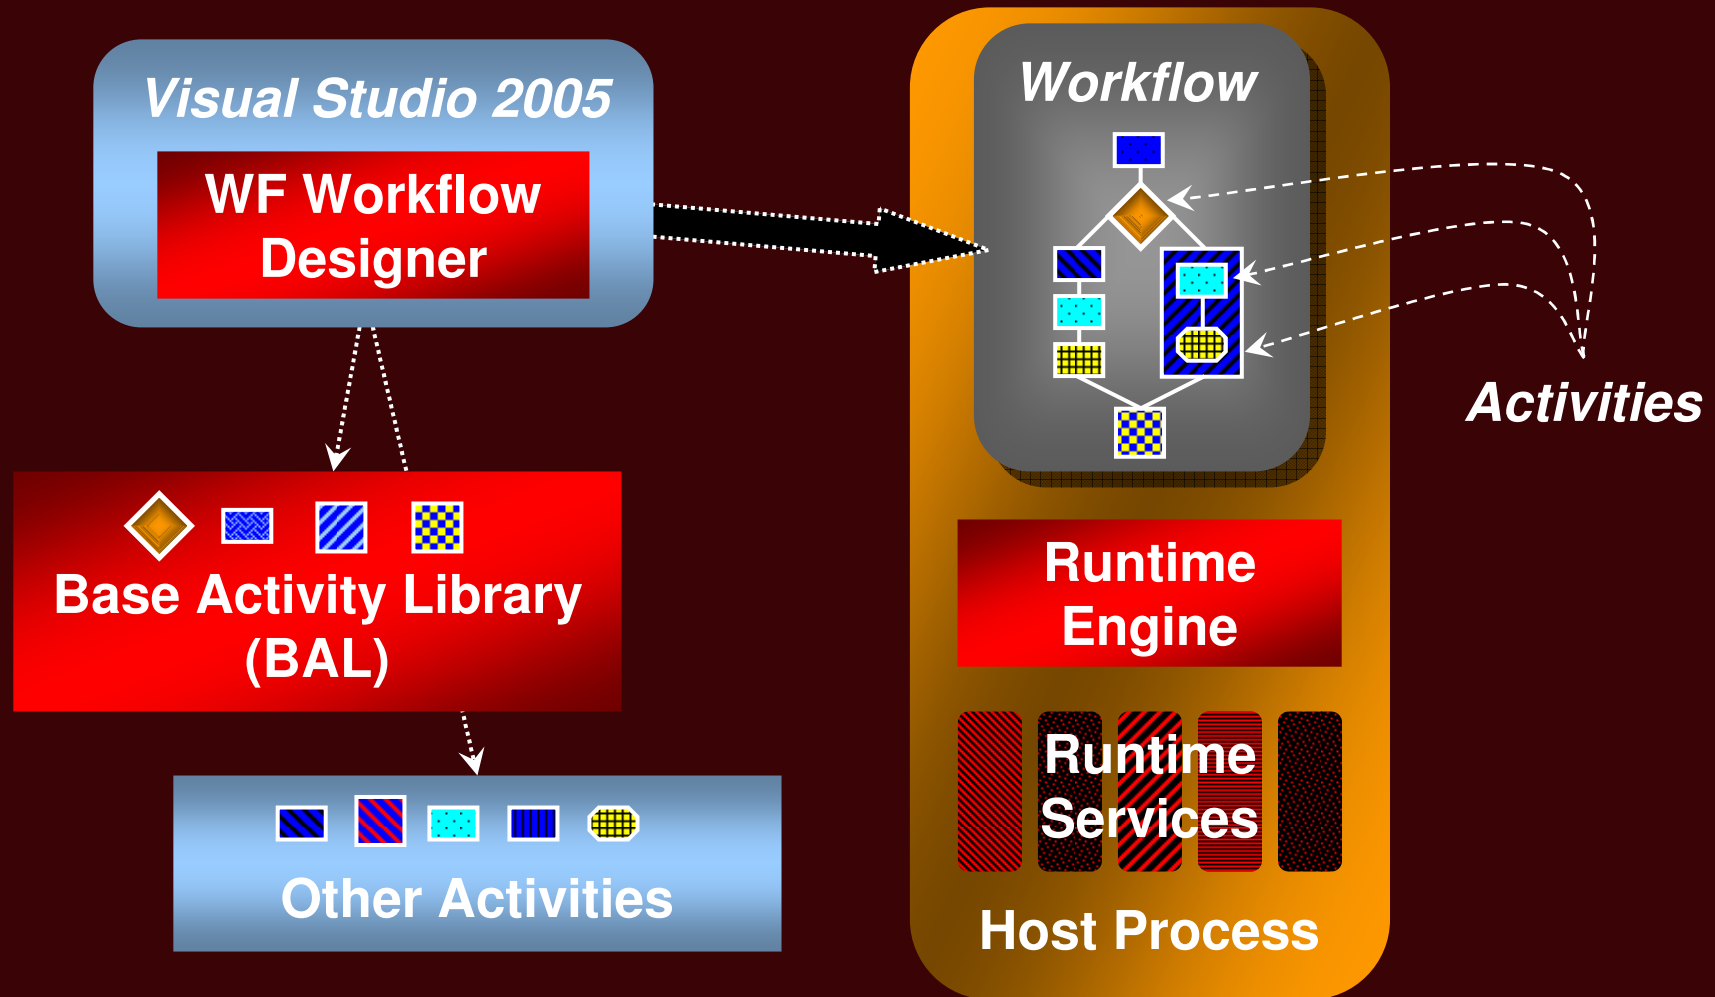 Visual Studio 2005
WF Workflow
Designer
Base Activity Library
(BAL)
Other Activities
Workflow
Activities
Runtime
Engine
Runtime
Services
Host Process